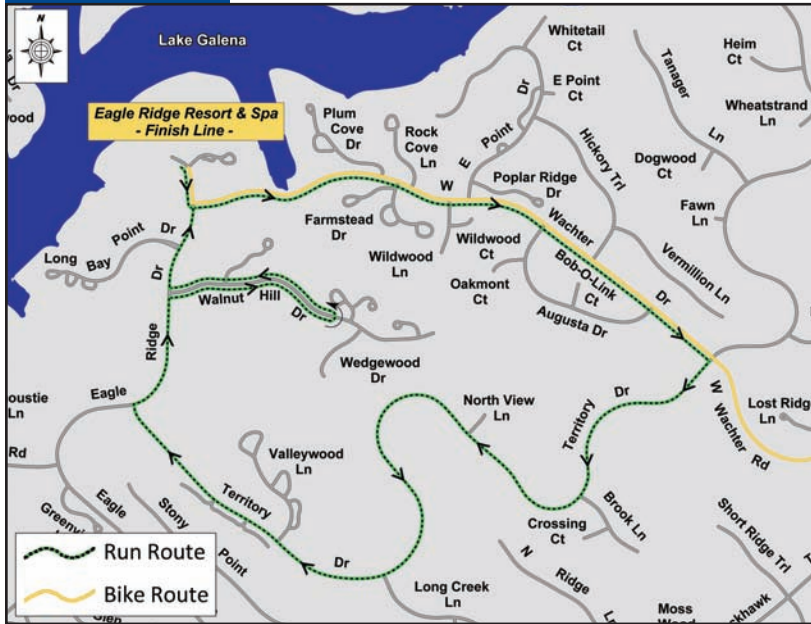 N
Lake Galena
Eagle Ridge Resort & Spa
- Finish Line -
Whitetail
Ct
Heim
Ct
Tanager
Ln
Wheatstrand
Ln
wood
Dr
Plum
Cove
Dr
Rock
Cove
Ln
E Point
Ct
E Point Dr
Hickory Trl
Dogwood
Ct
Poplar Ridge
Dr
Fawn
Ln
Farmstead
Dr
W Wachter Dr
Wildwood
Ln
Wildwood
Ct
Bob-O-Link
Ct
Vermillion Ln
Long
Bay
Point
Dr
Oakmont
Ct
Augusta Dr
Walnut Hill Dr
Eagle Ridge Dr
Wedgewood
Dr
oustie
Ln
Rd
North View
Ln
Territory Dr
W Wachter Rd
Lost Ridge
Ln
Valleywood
Ln
Eagle
Stony
Point
Territory Dr
Brook Ln
Crossing
Ct
Short Ridge Trl
N Ridge Ln
Long Creek
Ln
Moss
Run Route
Bike Route